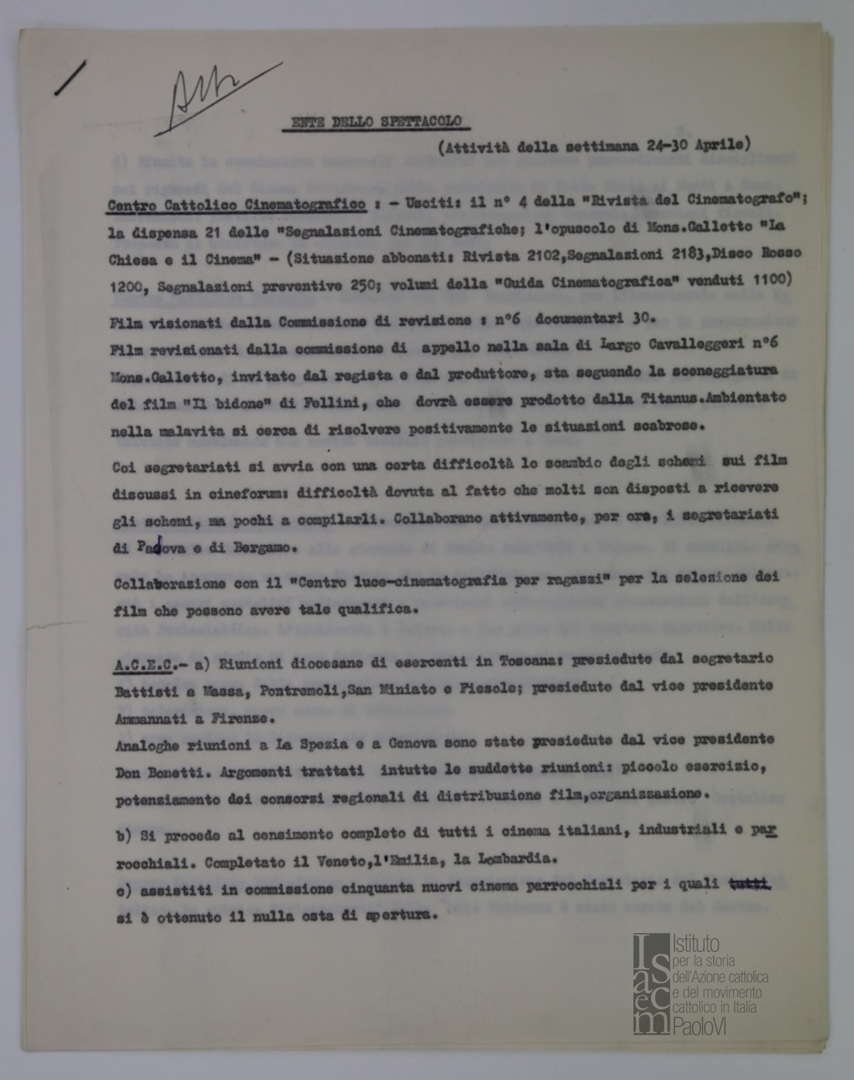 ENTE DELLO SPETTACOLO
(Attività della settimana 24-30 Aprile)
Centro Cattolico Cinematografico : - Usciti: il n° 4 della "Rivista del Cinematografo";
la dispensa 21 delle "Segnalazioni Cinematografiche; l'opuscolo di Mons.Galletto "La
Chiesa e il Cinema" - (Situazione abbonati: Rivista 2102,Segnalazioni 2183,Disco Rosso
1200, Segnalazioni preventive 250; volumi della "Guida Cinematografica" venduti 1100)
Film visionati dalla Commissione di revisione : n°6 documentari 30.
Film revisionati dalla commissione di appello nella sala di Largo Cavalleggeri n°6
Mons.Galletto, invitato dal regista e dal produttore, sta seguendo la sceneggiatura
del film "Il bidone" di Fellini, che dovrà essere prodotto dalla Titanus.Ambientato
nella malavita si cerca di risolvere positivamente le situazioni scabrose.
Coi segretariati si avvia con una certa difficoltà lo scambio degli schemi sui film
discussi in cineforum: difficoltà dovuta al fatto che molti son disposti a ricevere
gli schemi, ma pochi a compilarli. Collaborano attivamente, per ora, i segretariati
di Padova e di Bergamo.
Collaborazione con il "Centro luce-cinematografia per ragazzi" per la selezione dei
film che possono avere tale qualifica.
A.C.E.C.- a) Riunioni diocesane di esercenti in Toscana: presiedute dal segretario
Battisti a Massa, Pontremoli,San Miniato e Fiesole; presiedute dal vice presidente
Ammannati a Firenze.
Analoghe riunioni a La Spezia e a Genova sono state presiedute dal vice presidente
Don Bonetti. Argomenti trattati intutte le suddette riunioni: piccolo esercizio,
potenziamento dei consorzi regionali di distribuzione film,organizzazione.
b) Si procede al censimento completo di tutti i cinema italiani, industriali e par
rocchiali. Completato il Veneto,l'Emilia, la Lombardia.
c) assistiti in commissione cinquanta nuovi cinema parrocchiali per i quali tutti
si è ottenuto il nulla osta di apertura.
Isacem
Istituto
per la storia
dell'Azione cattolica
e del movimento
cattolico in Italia
PaoloVI